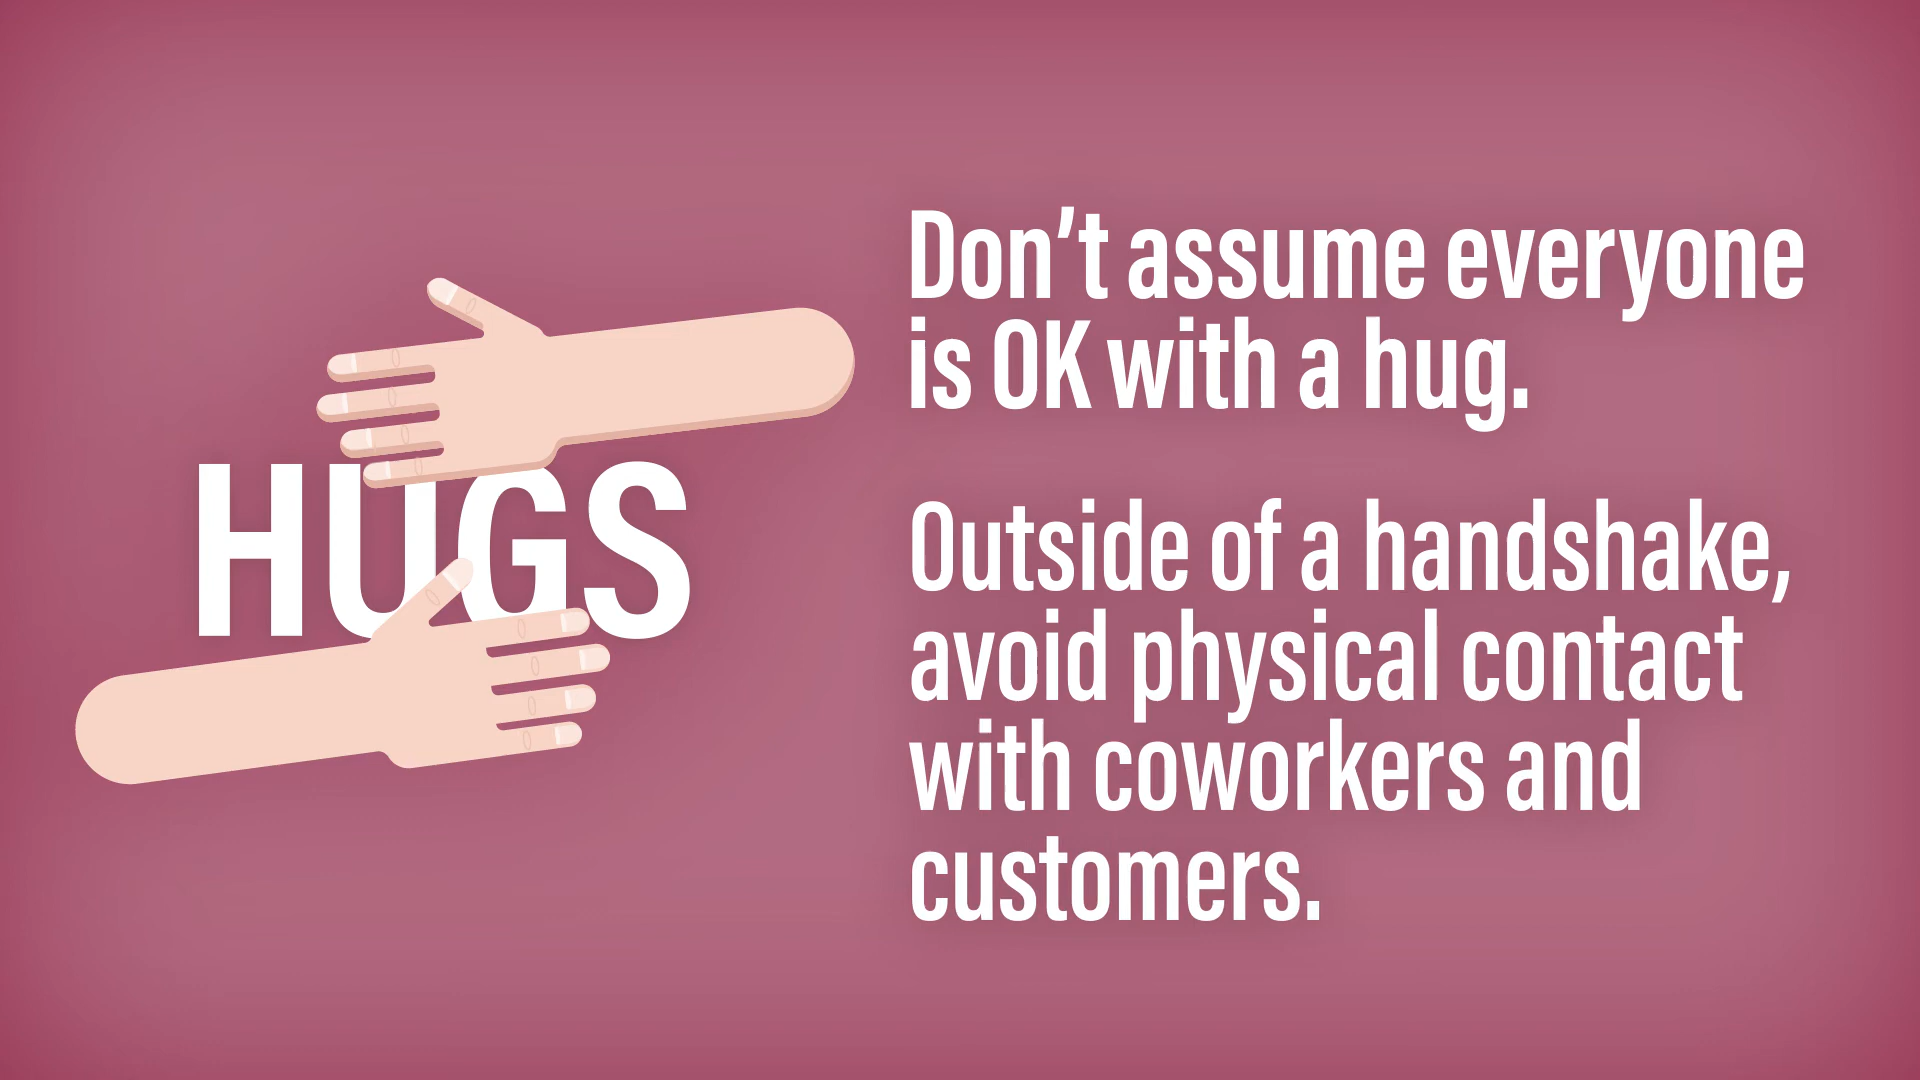 HUGS
Don’t assume everyone
is OK with a hug.
Outside of a handshake,
avoid physical contact
with coworkers and
customers.